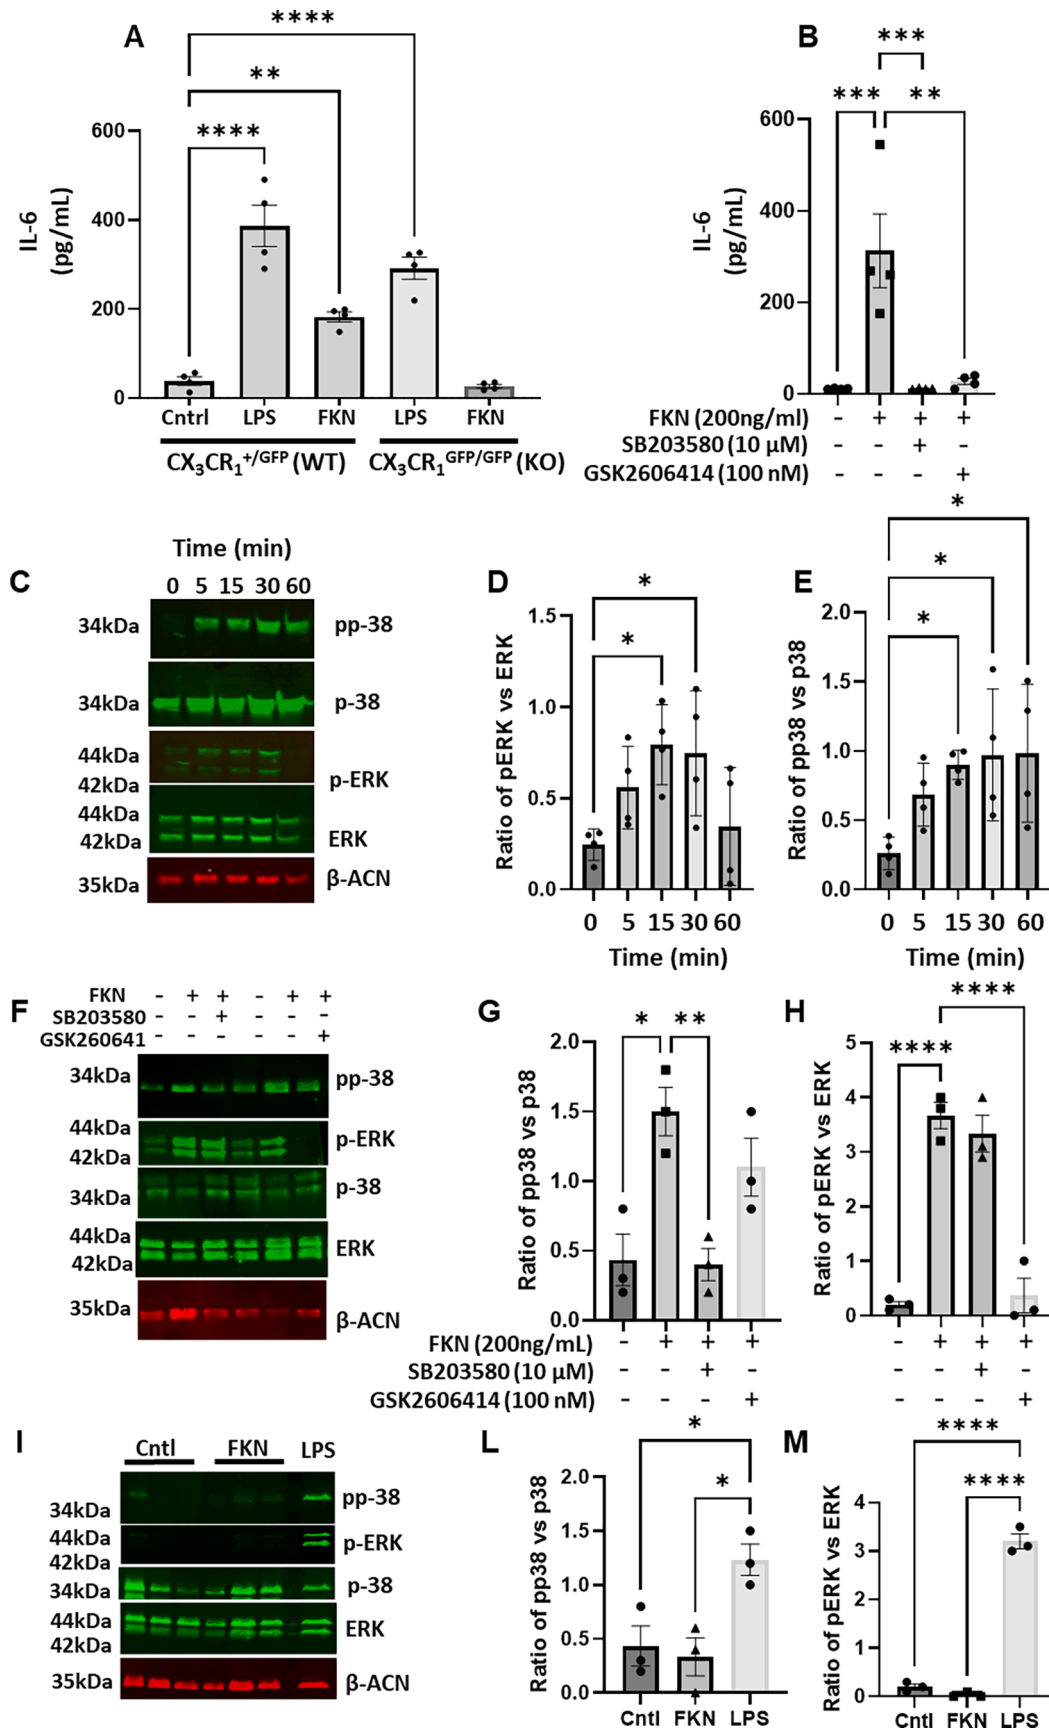 A
****
**
****
IL-6
(pg/mL)
600
400
200
0
Cntrl LPS FKN LPS FKN
CX3CR1+/GFP (WT) CX3CR1GFP/GFP (KO)
B
***
*** **
IL-6
(pg/mL)
600
400
200
0
FKN (200ng/ml) - + + +
SB203580 (10 µM) - - + -
GSK2606414 (100 nM) - - - +
C
Time (min)
0 5 15 30 60
34kDa pp-38
34kDa p-38
44kDa
42kDa p-ERK
44kDa
42kDa ERK
35kDa β-ACN
D
*
*
Ratio of pERK vs ERK
1.5
1.0
0.5
0.0
0 5 15 30 60
Time (min)
E
*
*
*
Ratio of pp38 vs p38
2.0
1.5
1.0
0.5
0.0
0 5 15 30 60
Time (min)
F
FKN - + + - + +
SB203580 - - + - - -
GSK260641 - - - - - +
34kDa pp-38
44kDa p-ERK
42kDa
34kDa p-38
44kDa ERK
42kDa
35kDa β-ACN
G
* **
Ratio of pp38 vs p38
2.0
1.5
1.0
0.5
0.0
FKN (200ng/mL) - + + +
SB203580 (10 µM) - - + -
GSK2606414 (100 nM) - - - +
H
****
****
Ratio of pERK vs ERK
5
4
3
2
1
0
- + + +
- - + -
- - - +
I
Cntl FKN LPS
34kDa pp-38
44kDa p-ERK
42kDa
34kDa p-38
44kDa ERK
42kDa
35kDa β-ACN
L
*
*
Ratio of pp38 vs p38
2.0
1.5
1.0
0.5
0.0
Cntl FKN LPS
M
****
****
Ratio of pERK vs ERK
4
3
2
1
0
Cntl FKN LPS